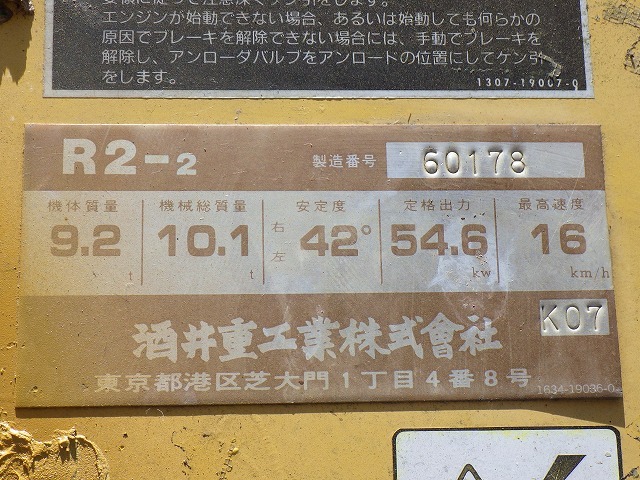 エンジンが始動できない場合、あるいは始動しても何らかの
原因でブレーキを解除できない場合には、手動でブレーキを
解除し、アンローダバルブをアンロードの位置にしてケン引
をします。
1307-19007-0
R2-2 製造番号 60178
機体質量 機械総質量 安定度 定格出力 最高速度
9.2t 10.1t 右左 42° 54.6kw 16km/h
K07
酒井重工業株式會社
東京都港区芝大門1丁目4番8号
1634-19036-0